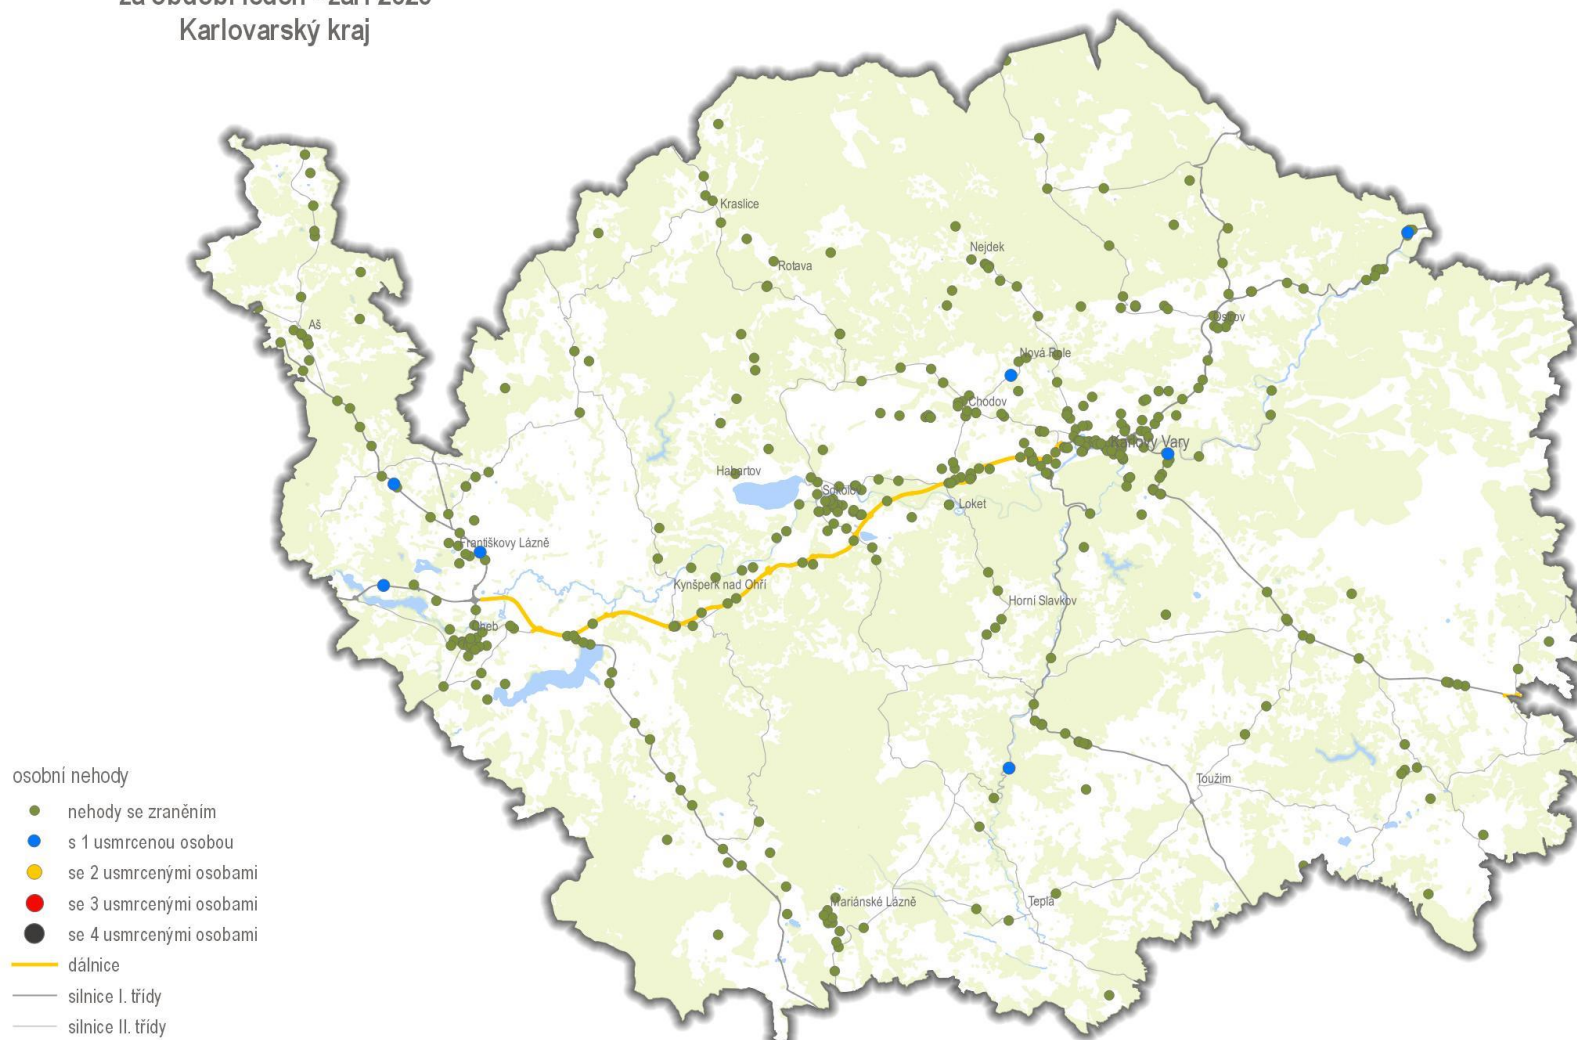 Karlovarský kraj
Kraslice
Nejdek
Rotava
Aš
Ostrov
Nová Role
Chodov
Karlovy Vary
Habartov
Sokolov
Loket
Františkovy Lázně
Kynšperk nad Ohří
Horní Slavkov
Cheb
Toužim
Mariánské Lázně
Teplá
osobní nehody
nehody se zraněním
s 1 usmrcenou osobou
se 2 usmrcenými osobami
se 3 usmrcenými osobami
se 4 usmrcenými osobami
dálnice
silnice I. třídy
silnice II. třídy